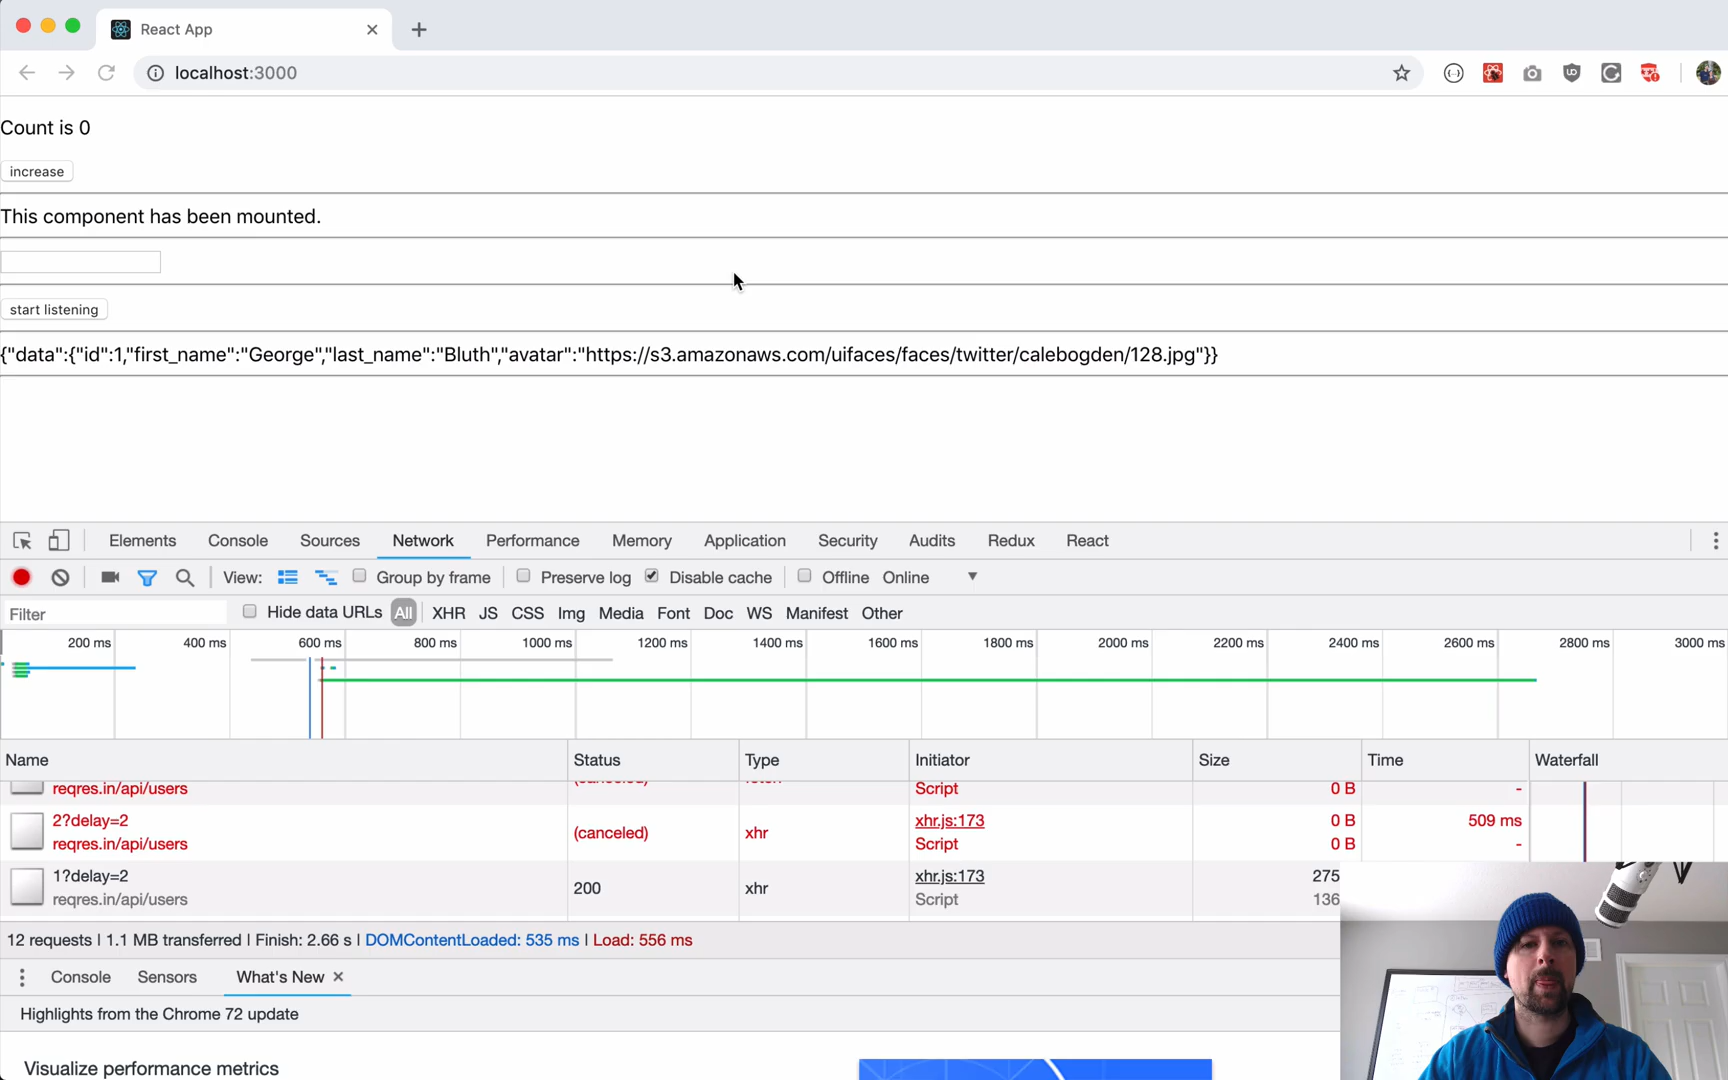 React App
localhost:3000
Count is 0
increase
This component has been mounted.
start listening
{"data":{"id":1,"first_name":"George","last_name":"Bluth","avatar":"https://s3.amazonaws.com/uifaces/faces/twitter/calebogden/128.jpg"}}
Elements Console Sources Network Performance Memory Application Security Audits Redux React
View: Group by frame Preserve log Disable cache Offline Online
Filter Hide data URLs All XHR JS CSS Img Media Font Doc WS Manifest Other
200 ms 400 ms 600 ms 800 ms 1000 ms 1200 ms 1400 ms 1600 ms 1800 ms 2000 ms 2200 ms 2400 ms 2600 ms 2800 ms 3000 ms
Name Status Type Initiator Size Time Waterfall
reqres.in/api/users Script 0 B -
2?delay=2 (canceled) xhr xhr.js:173 0 B 509 ms
reqres.in/api/users Script 0 B -
1?delay=2 200 xhr xhr.js:173 275
reqres.in/api/users Script 136
12 requests | 1.1 MB transferred | Finish: 2.66 s | DOMContentLoaded: 535 ms | Load: 556 ms
Console Sensors What's New
Highlights from the Chrome 72 update
Visualize performance metrics